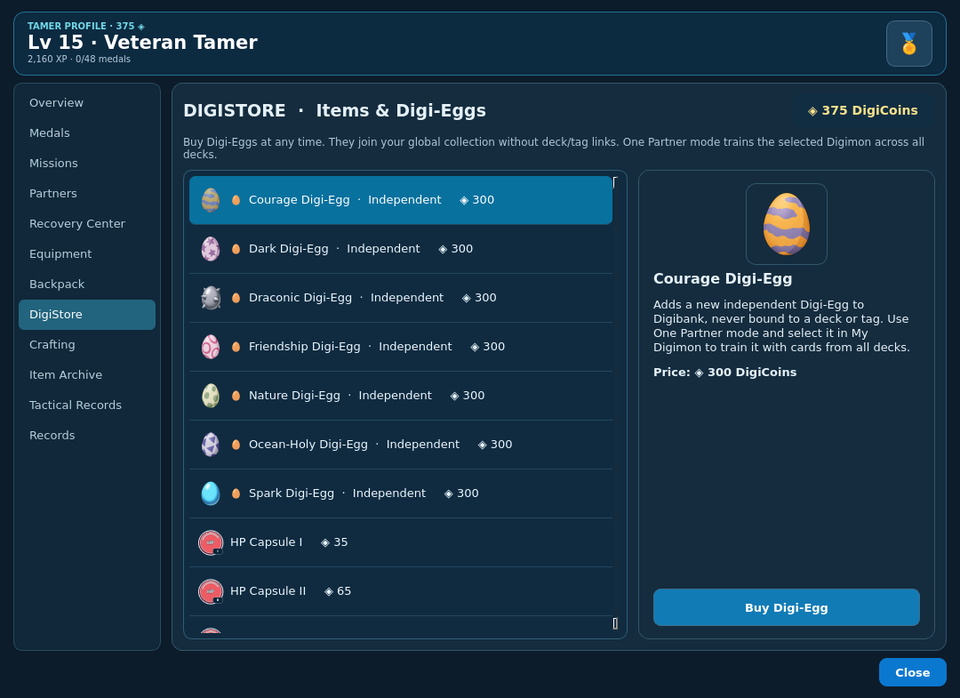 TAMER PROFILE · 375 ◈
Lv 15 · Veteran Tamer
2,160 XP · 0/48 medals
Overview
Medals
Missions
Partners
Recovery Center
Equipment
Backpack
DigiStore
Crafting
Item Archive
Tactical Records
Records
DIGISTORE · Items & Digi-Eggs
◈ 375 DigiCoins
Buy Digi-Eggs at any time. They join your global collection without deck/tag links. One Partner mode trains the selected Digimon across all
decks.
Courage Digi-Egg · Independent ◈ 300
Dark Digi-Egg · Independent ◈ 300
Draconic Digi-Egg · Independent ◈ 300
Friendship Digi-Egg · Independent ◈ 300
Nature Digi-Egg · Independent ◈ 300
Ocean-Holy Digi-Egg · Independent ◈ 300
Spark Digi-Egg · Independent ◈ 300
HP Capsule I ◈ 35
HP Capsule II ◈ 65
Courage Digi-Egg
Adds a new independent Digi-Egg to
Digibank, never bound to a deck or tag. Use
One Partner mode and select it in My
Digimon to train it with cards from all decks.
Price: ◈ 300 DigiCoins
Buy Digi-Egg
Close